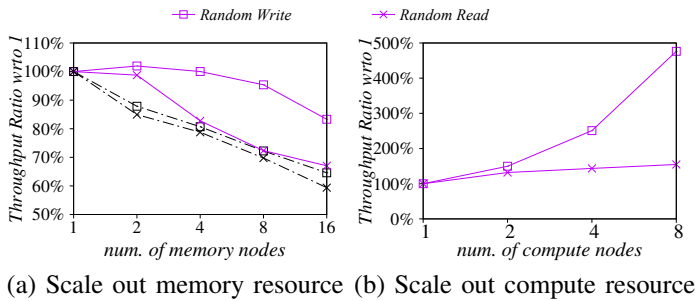 Random Write Random Read
Throughput Ratio wrto 1
110%
100%
90%
80%
70%
60%
50%
1 2 4 8 16
num. of memory nodes
Throughput Ratio wrto 1
500%
400%
300%
200%
100%
0%
1 2 4 8
num. of compute nodes
(a) Scale out memory resource (b) Scale out compute resource